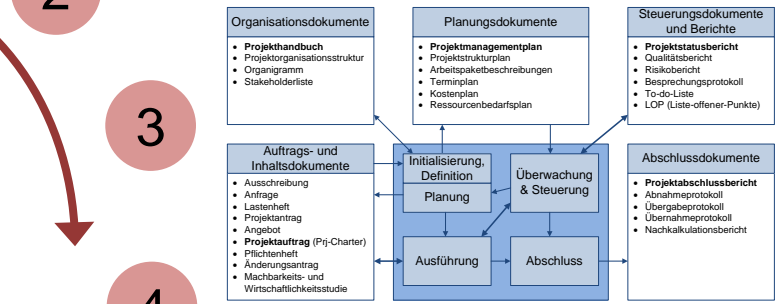 2
3
4
Organisationsdokumente
• Projekthandbuch
• Projektorganisationsstruktur
• Organigramm
• Stakeholderliste
Planungsdokumente
• Projektmanagementplan
• Projektstrukturplan
• Arbeitspaketbeschreibungen
• Terminplan
• Kostenplan
• Ressourcenbedarfsplan
Steuerungsdokumente
und Berichte
• Projektstatusbericht
• Qualitätsbericht
• Risikobericht
• Besprechungsprotokoll
• To-do-Liste
• LOP (Liste-offener-Punkte)
Auftrags- und
Inhaltsdokumente
• Ausschreibung
• Anfrage
• Lastenheft
• Projektantrag
• Angebot
• Projektauftrag (Prj-Charter)
• Pflichtenheft
• Änderungsantrag
• Machbarkeits- und
Wirtschaftlichkeitsstudie
Initialisierung,
Definition
Planung
Überwachung
& Steuerung
Ausführung
Abschluss
Abschlussdokumente
• Projektabschlussbericht
• Abnahmeprotokoll
• Übergabeprotokoll
• Übernahmeprotokoll
• Nachkalkulationsbericht